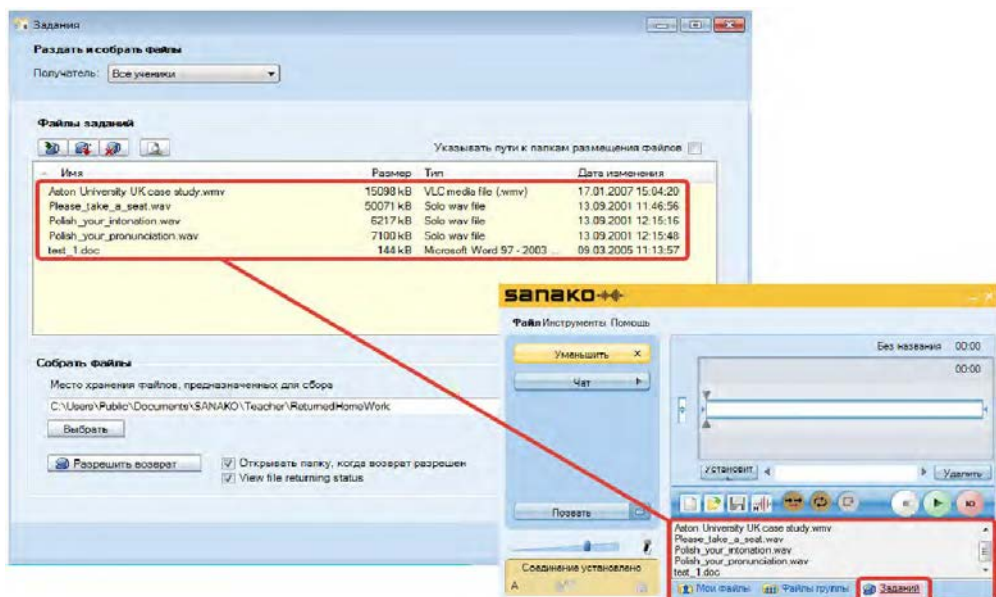 Задания
Раздать и собрать файлы
Получатель: Все ученики
Файлы заданий
Указывать пути к папкам размещения файлов
Имя Размер Тип Дата изменения
Aston University UK case study.wmv 15098 kB VLC media file (.wmv) 17.01.2007 15:04:20
Please_take_a_seat.wav 50071 kB Solo wav file 13.09.2001 11:46:56
Polish_your_intonation.wav 6217 kB Solo wav file 13.09.2001 12:15:16
Polish_your_pronunciation.wav 7100 kB Solo wav file 13.09.2001 12:15:48
test_1.doc 144 kB Microsoft Word 97 - 2003 ... 09.03.2005 11:13:57
Собрать файлы
Место хранения файлов, предназначенных для сбора
C:\Users\Public\Documents\SANAKO\Teacher\ReturnedHomeWork
Выбрать
Разрешить возврат
Открывать папку, когда возврат разрешен
View file returning status
sanako
Файл Инструменты Помощь
Уменьшить X
Чат
Позвать
Соединение установлено
A
Без названия 00:00
00:00
Установит Удалить
Aston University UK case study.wmv
Please_take_a_seat.wav
Polish_your_intonation.wav
Polish_your_pronunciation.wav
test_1.doc
Мои файлы Файлы группы Заданий